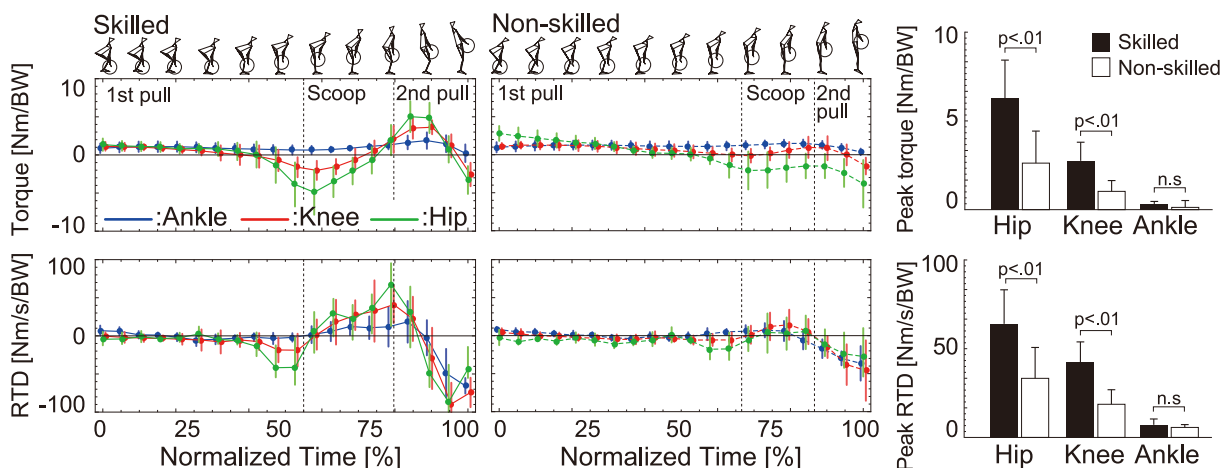 Skilled
Non-skilled
Torque [Nm/BW]
10
0
-10
1st pull
Scoop
2nd pull
:Ankle
:Knee
:Hip
1st pull
Scoop
2nd
pull
RTD [Nm/s/BW]
100
0
-100
0
25
50
75
100
Normalized Time [%]
0
25
50
75
100
Normalized Time [%]
Peak torque [Nm/BW]
10
5
0
p<.01
p<.01
n.s
Skilled
Non-skilled
Hip
Knee
Ankle
Peak RTD [Nm/s/BW]
100
50
0
p<.01
p<.01
n.s
Hip
Knee
Ankle